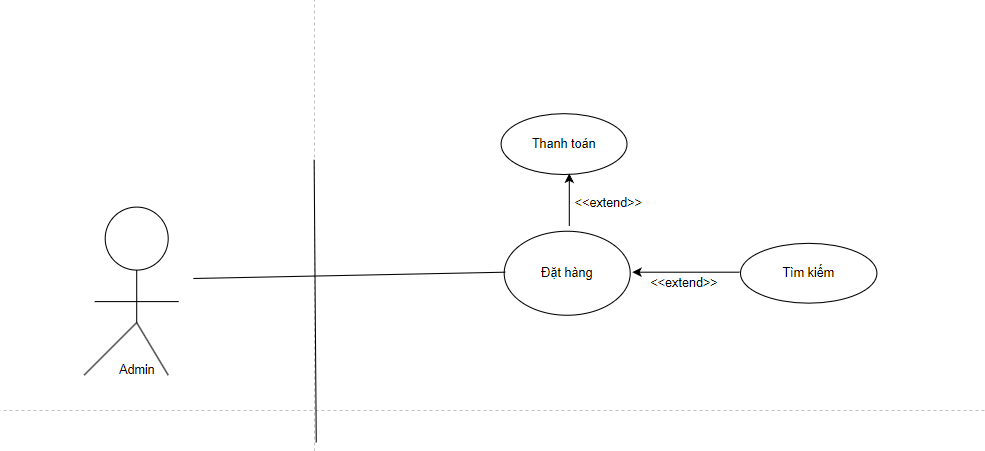 Thanh toán
<<extend>>
Đặt hàng
Tìm kiếm
<<extend>>
Admin